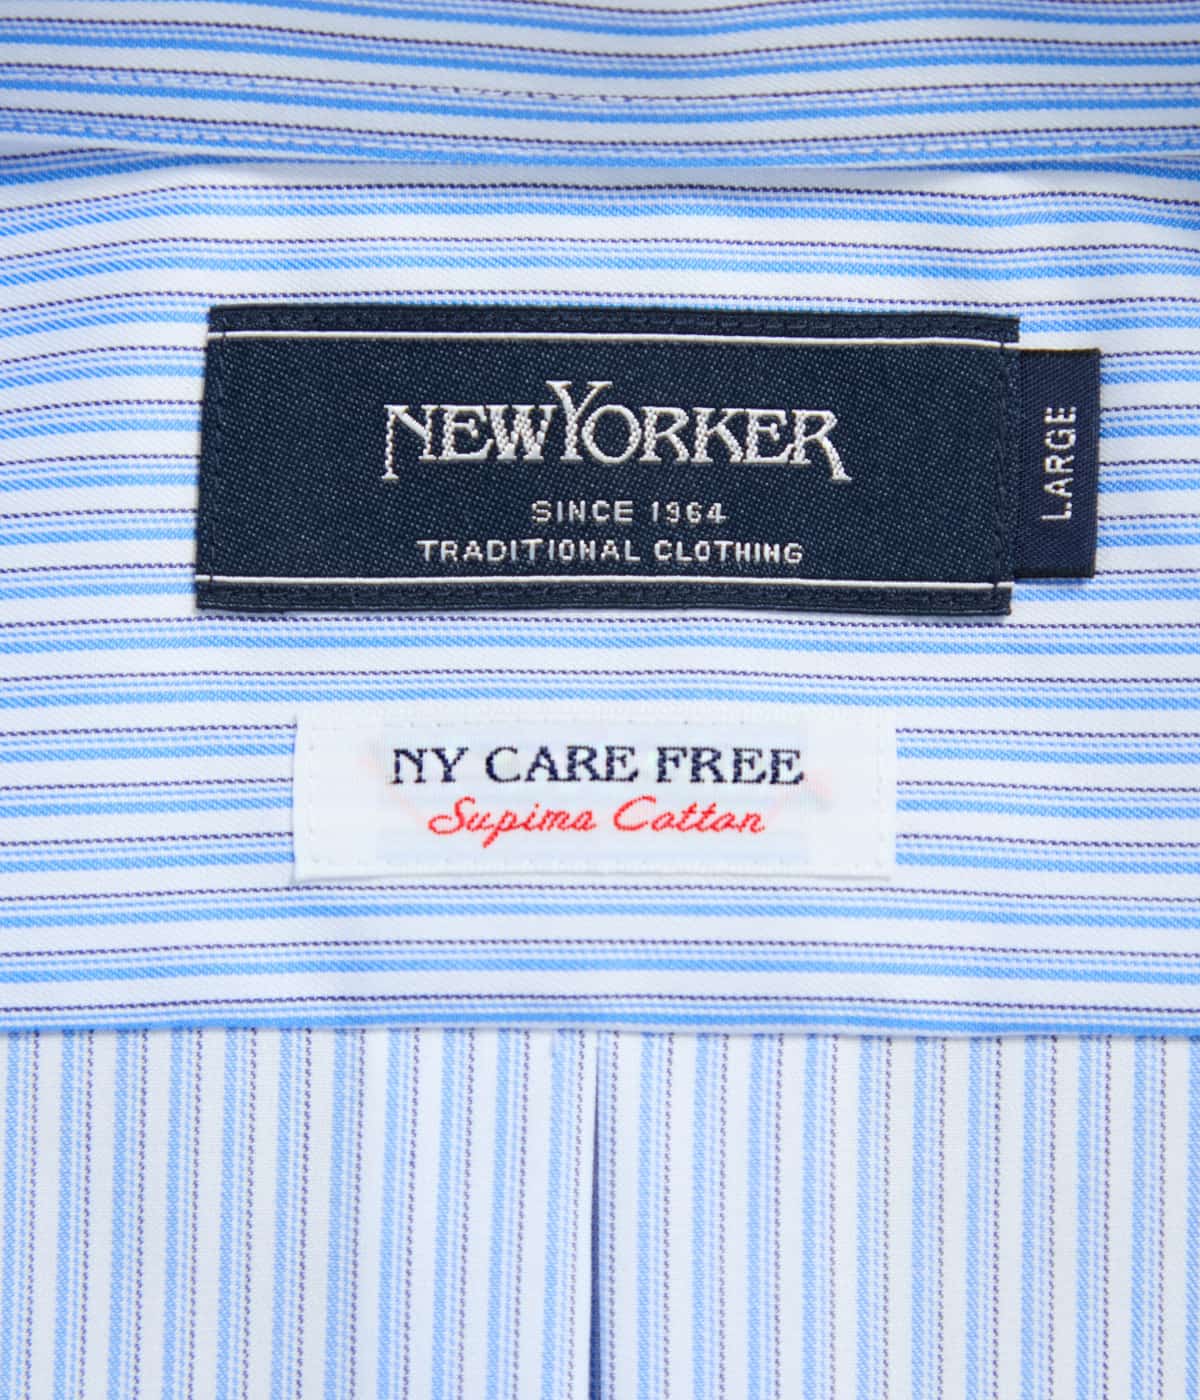 NEWYORKER
SINCE 1964
TRADITIONAL CLOTHING
LARGE
NY CARE FREE
Supima Cotton